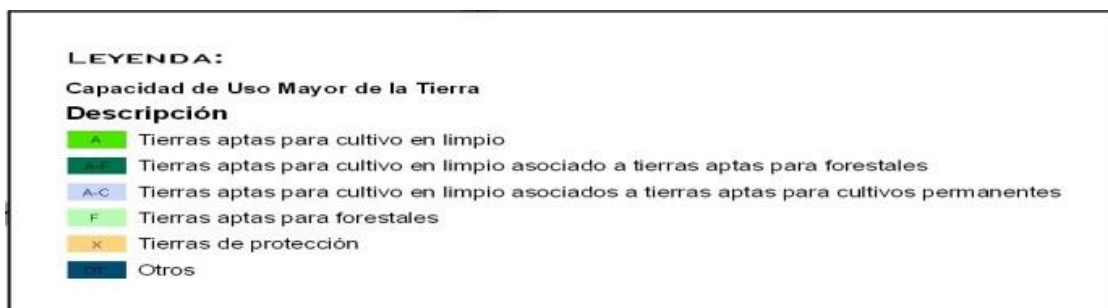 LEYENDA:
Capacidad de Uso Mayor de la Tierra
Descripción
A Tierras aptas para cultivo en limpio
A-F Tierras aptas para cultivo en limpio asociado a tierras aptas para forestales
A-C Tierras aptas para cultivo en limpio asociados a tierras aptas para cultivos permanentes
F Tierras aptas para forestales
X Tierras de protección
Otros